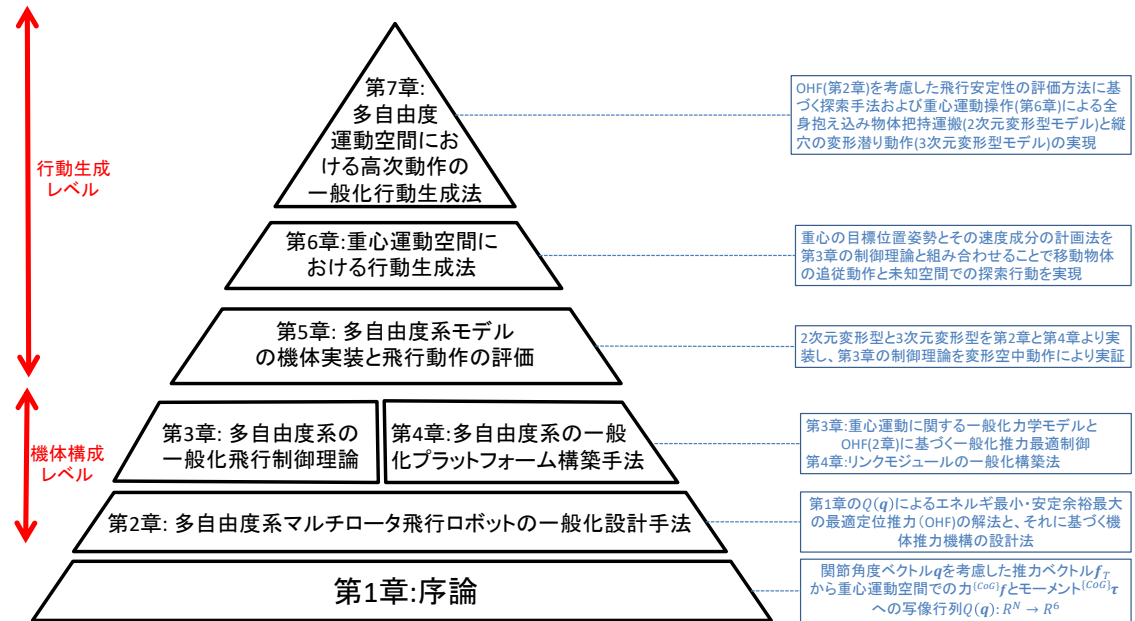 第7章:
多自由度
運動空間にお
ける高次動作の
一般化行動生成法
OHF(第2章)を考慮した飛行安定性の評価方法に基
づく探索手法および重心運動操作(第6章)による全
身抱え込み物体把持運搬(2次元変形型モデル)と縦
穴の変形潜り動作(3次元変形型モデル)の実現
行動生成
レベル
第6章:重心運動空間に
おける行動生成法
重心の目標位置姿勢とその速度成分の計画法を
第3章の制御理論と組み合わせることで移動物体
の追従動作と未知空間での探索行動を実現
第5章: 多自由度系モデル
の機体実装と飛行動作の評価
2次元変形型と3次元変形型を第2章と第4章より実
装し、第3章の制御理論を変形空中動作により実証
機体構成
レベル
第3章: 多自由度系の
一般化飛行制御理論
第4章:多自由度系の一般
化プラットフォーム構築手法
第3章:重心運動に関する一般化力学モデルと
OHF(2章)に基づく一般化推力最適制御
第4章:リンクモジュールの一般化構築法
第2章: 多自由度系マルチロータ飛行ロボットの一般化設計手法
第1章のQ(q)によるエネルギ最小・安定余裕最大
の最適定位推力(OHF)の解法と、それに基づく機
体推力機構の設計法
第1章:序論
関節角度ベクトルqを考慮した推力ベクトルf_T
から重心運動空間での力^{CoG}fとモーメント^{CoG}τ
への写像行列Q(q): R^N → R^6